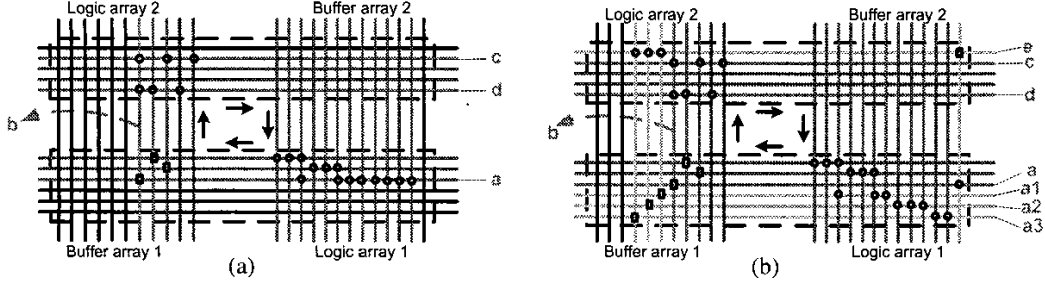 Logic array 2
Buffer array 2
c
d
b
a
Buffer array 1
Logic array 1
(a)
Logic array 2
Buffer array 2
e
c
d
b
a
a1
a2
a3
Buffer array 1
Logic array 1
(b)